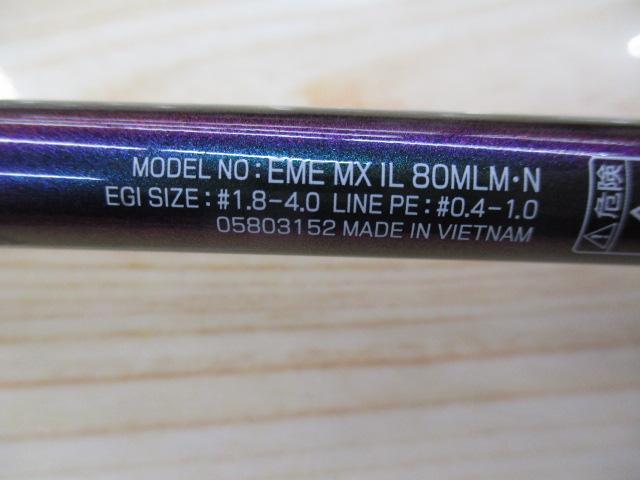 MODEL NO : EME MX IL 80MLM・N
EGI SIZE : #1.8-4.0 LINE PE : #0.4-1.0
05803152 MADE IN VIETNAM
危険